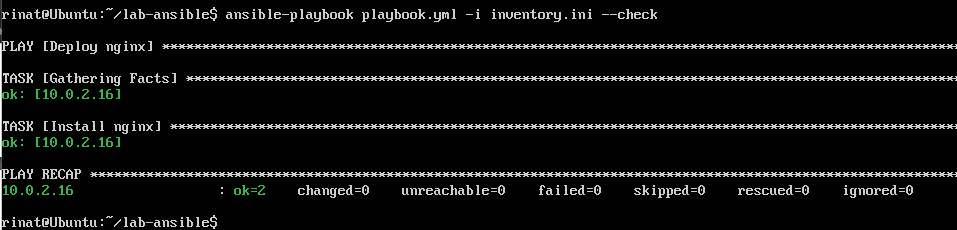 rinat@Ubuntu:~/lab-ansible$ ansible-playbook playbook.yml -i inventory.ini --check
PLAY [Deploy nginx] ***************************************************************************************************
TASK [Gathering Facts] ************************************************************************************************
ok: [10.0.2.16]
TASK [Install nginx] **************************************************************************************************
ok: [10.0.2.16]
PLAY RECAP ************************************************************************************************************
10.0.2.16                  : ok=2    changed=0    unreachable=0    failed=0    skipped=0    rescued=0    ignored=0
rinat@Ubuntu:~/lab-ansible$